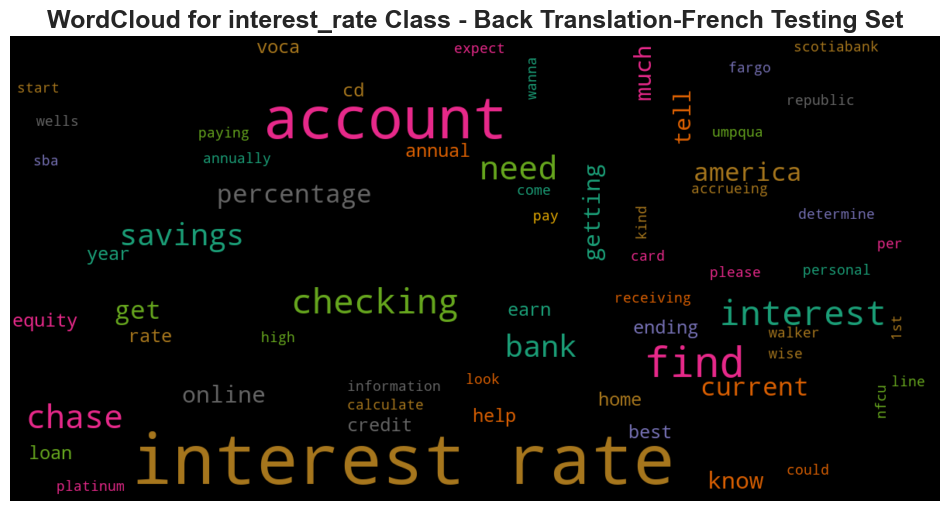 WordCloud for interest_rate Class - Back Translation-French Testing Set
voca
expect
scotiabank
wanna
much
fargo
start
cd
republic
tell
account
wells
paying
umpqua
annual
sba
annually
need
america
percentage
come
getting
accrueing
pay
kind
determine
savings
year
card
per
please
personal
checking
receiving
get
earn
interest
equity
rate
high
bank
ending
walker
1st
find
wise
online
information
look
current
line
nfcu
calculate
home
chase
credit
help
best
loan
interest rate
know
could
platinum